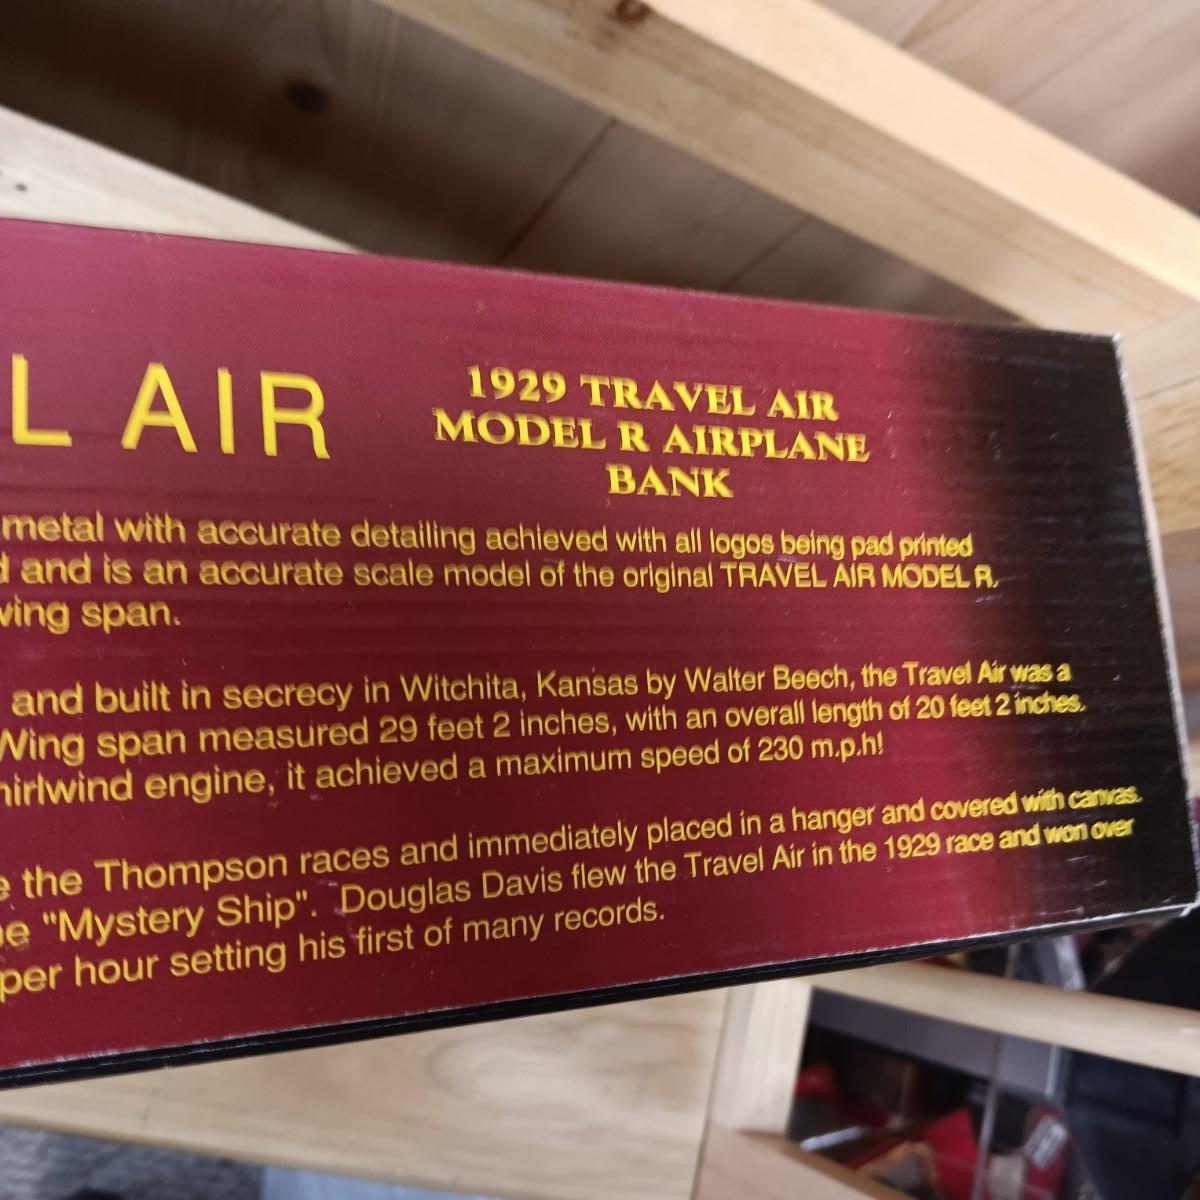 L AIR
1929 TRAVEL AIR
MODEL R AIRPLANE
BANK
metal with accurate detailing achieved with all logos being pad printed
and is an accurate scale model of the original TRAVEL AIR MODEL R.
wing span.
and built in secrecy in Witchita, Kansas by Walter Beech, the Travel Air was a
Wing span measured 29 feet 2 inches, with an overall length of 20 feet 2 inches.
hirlwind engine, it achieved a maximum speed of 230 m.p.h!
the Thompson races and immediately placed in a hanger and covered with canvas.
"Mystery Ship". Douglas Davis flew the Travel Air in the 1929 race and won over
per hour setting his first of many records.